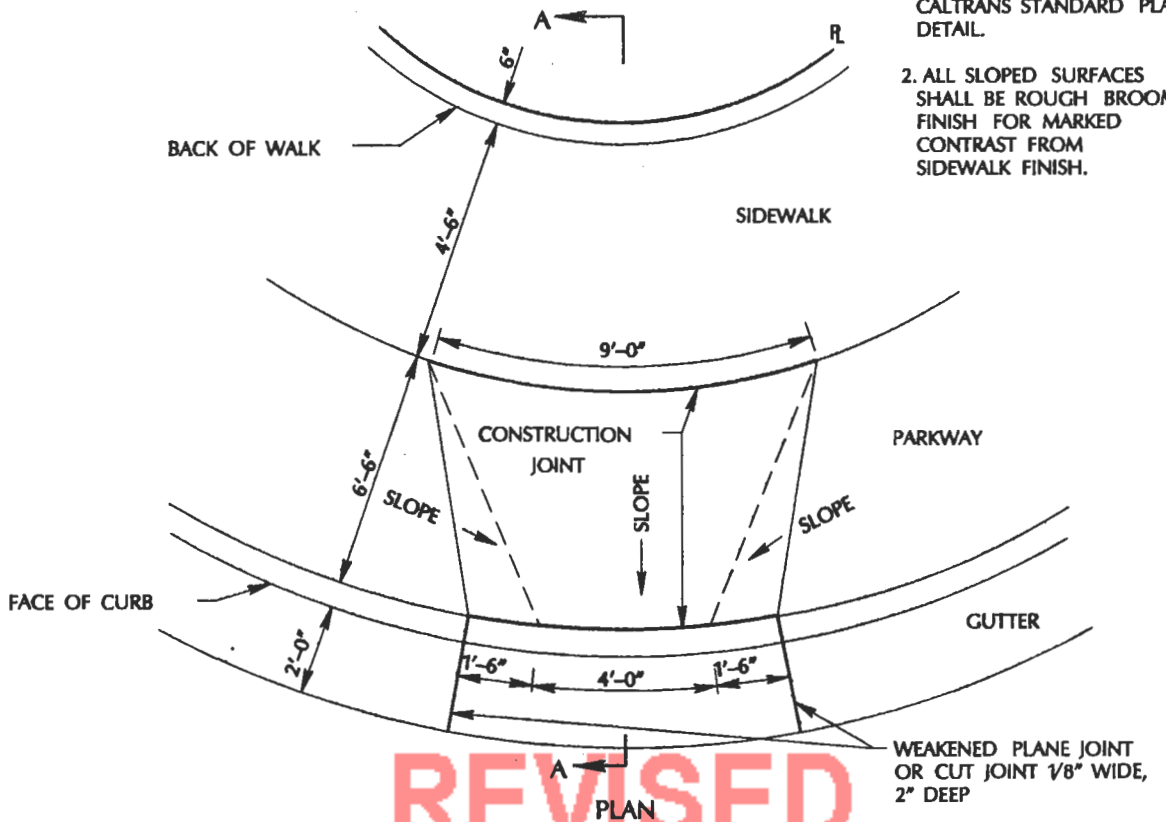 CALTRANS STANDARD
DETAIL.
2. ALL SLOPED SURFACES
SHALL BE ROUGH BROOM
FINISH FOR MARKED
CONTRAST FROM
SIDEWALK FINISH.
A
6"
PL
BACK OF WALK
4'-6"
SIDEWALK
9'-0"
CONSTRUCTION
JOINT
PARKWAY
6'-6"
SLOPE
SLOPE
SLOPE
FACE OF CURB
GUTTER
2'-0"
1'-6"
4'-0"
1'-6"
WEAKENED PLANE JOINT
OR CUT JOINT 1/8" WIDE,
2" DEEP
A
REVISED
PLAN